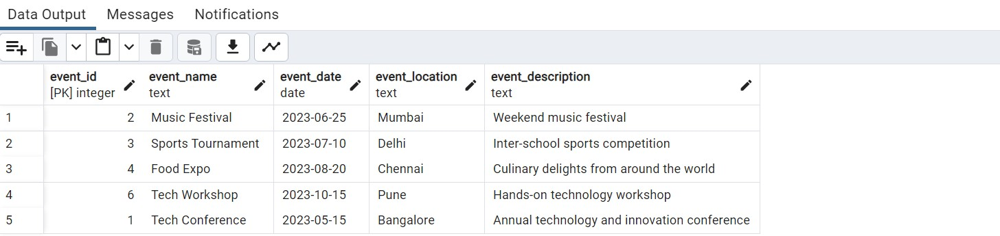 Data Output Messages Notifications
event_id event_name event_date event_location event_description
[PK] integer text date text text
1 2 Music Festival 2023-06-25 Mumbai Weekend music festival
2 3 Sports Tournament 2023-07-10 Delhi Inter-school sports competition
3 4 Food Expo 2023-08-20 Chennai Culinary delights from around the world
4 6 Tech Workshop 2023-10-15 Pune Hands-on technology workshop
5 1 Tech Conference 2023-05-15 Bangalore Annual technology and innovation conference